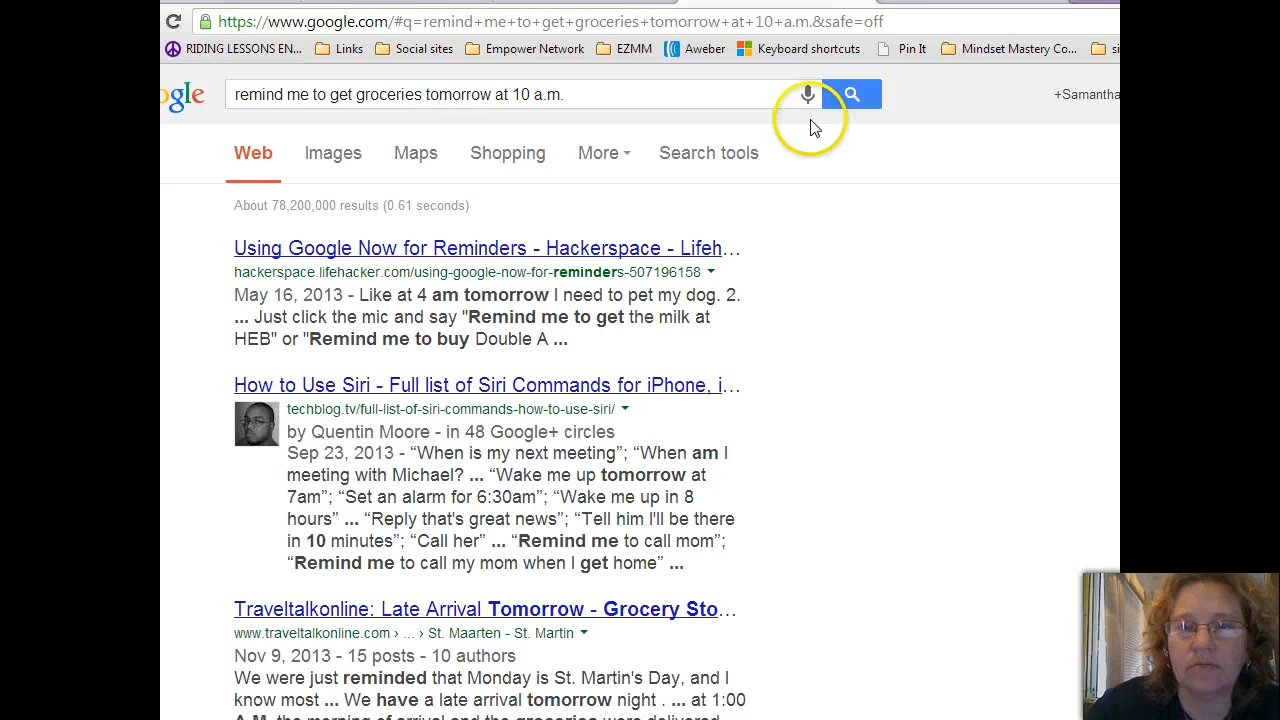 https://www.google.com/#q=remind+me+to+get+groceries+tomorrow+at+10+a.m.&safe=off
RIDING LESSONS EN... Links Social sites Empower Network EZMM Aweber Keyboard shortcuts Pin It Mindset Mastery Co... si
ogle remind me to get groceries tomorrow at 10 a.m. +Samantha
Web Images Maps Shopping More Search tools
About 78,200,000 results (0.61 seconds)
Using Google Now for Reminders - Hackerspace - Lifeh...
hackerspace.lifehacker.com/using-google-now-for-reminders-507196158
May 16, 2013 - Like at 4 am tomorrow I need to pet my dog. 2.
... Just click the mic and say "Remind me to get the milk at
HEB" or "Remind me to buy Double A ...
How to Use Siri - Full list of Siri Commands for iPhone, i...
techblog.tv/full-list-of-siri-commands-how-to-use-siri/
by Quentin Moore - in 48 Google+ circles
Sep 23, 2013 - “When is my next meeting”; “When am I
meeting with Michael? ... “Wake me up tomorrow at
7am”; “Set an alarm for 6:30am”; “Wake me up in 8
hours” ... “Reply that's great news”; “Tell him I'll be there
in 10 minutes”; “Call her” ... “Remind me to call mom”;
“Remind me to call my mom when I get home” ...
Traveltalkonline: Late Arrival Tomorrow - Grocery Sto...
www.traveltalkonline.com › ... › St. Maarten - St. Martin
Nov 9, 2013 - 15 posts - 10 authors
We were just reminded that Monday is St. Martin's Day, and I
know most ... We have a late arrival tomorrow night . ... at 1:00
A.M. the morning of arrival and the groceries were delivered